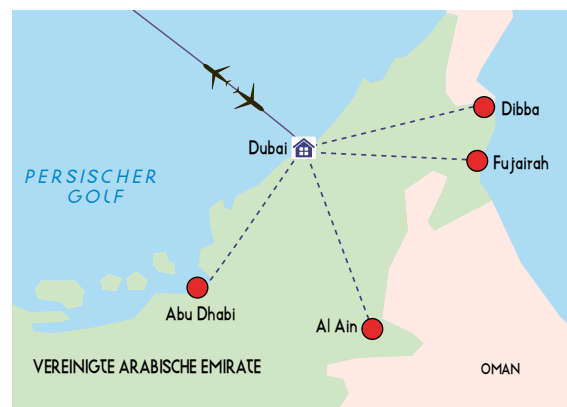 Dibba
Dubai
Fujairah
PERSISCHER
GOLF
Abu Dhabi
Al Ain
VEREINIGTE ARABISCHE EMIRATE
OMAN